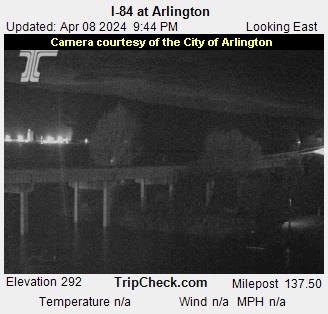 I-84 at Arlington
Updated: Apr 08 2024 9:44 PM Looking East
Camera courtesy of the City of Arlington
Elevation 292 TripCheck.com Milepost 137.50
Temperature n/a Wind n/a MPH n/a